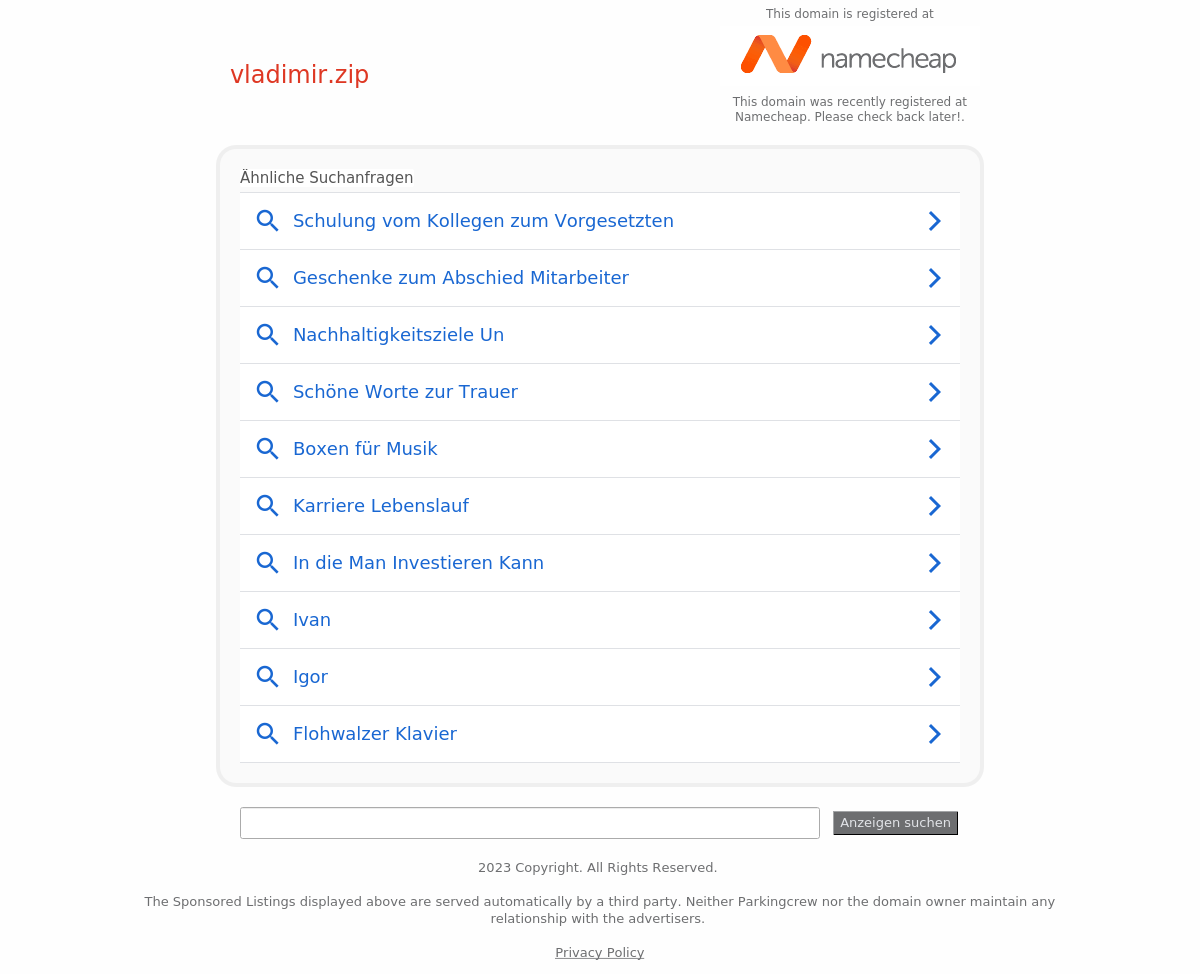 This domain is registered at
namecheap
vladimir.zip
This domain was recently registered at
Namecheap. Please check back later!.
Ähnliche Suchanfragen
Schulung vom Kollegen zum Vorgesetzten
Geschenke zum Abschied Mitarbeiter
Nachhaltigkeitsziele Un
Schöne Worte zur Trauer
Boxen für Musik
Karriere Lebenslauf
In die Man Investieren Kann
Ivan
Igor
Flohwalzer Klavier
Anzeigen suchen
2023 Copyright. All Rights Reserved.
The Sponsored Listings displayed above are served automatically by a third party. Neither Parkingcrew nor the domain owner maintain any
relationship with the advertisers.
Privacy Policy